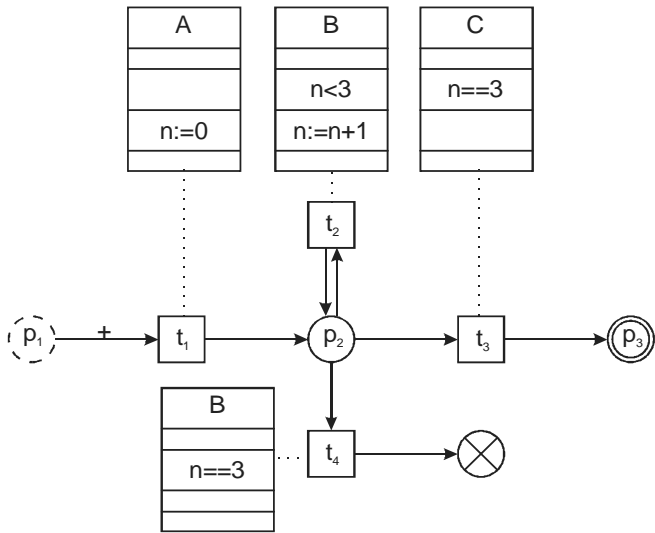 A
B
C
n<3
n==3
n:=0
n:=n+1
t2
p1
+
t1
p2
t3
p3
B
n==3
t4